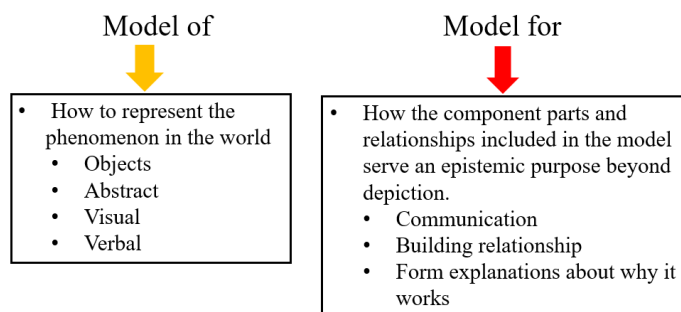 Model of
• How to represent the
phenomenon in the world
• Objects
• Abstract
• Visual
• Verbal
Model for
• How the component parts and
relationships included in the model
serve an epistemic purpose beyond
depiction.
• Communication
• Building relationship
• Form explanations about why it
works